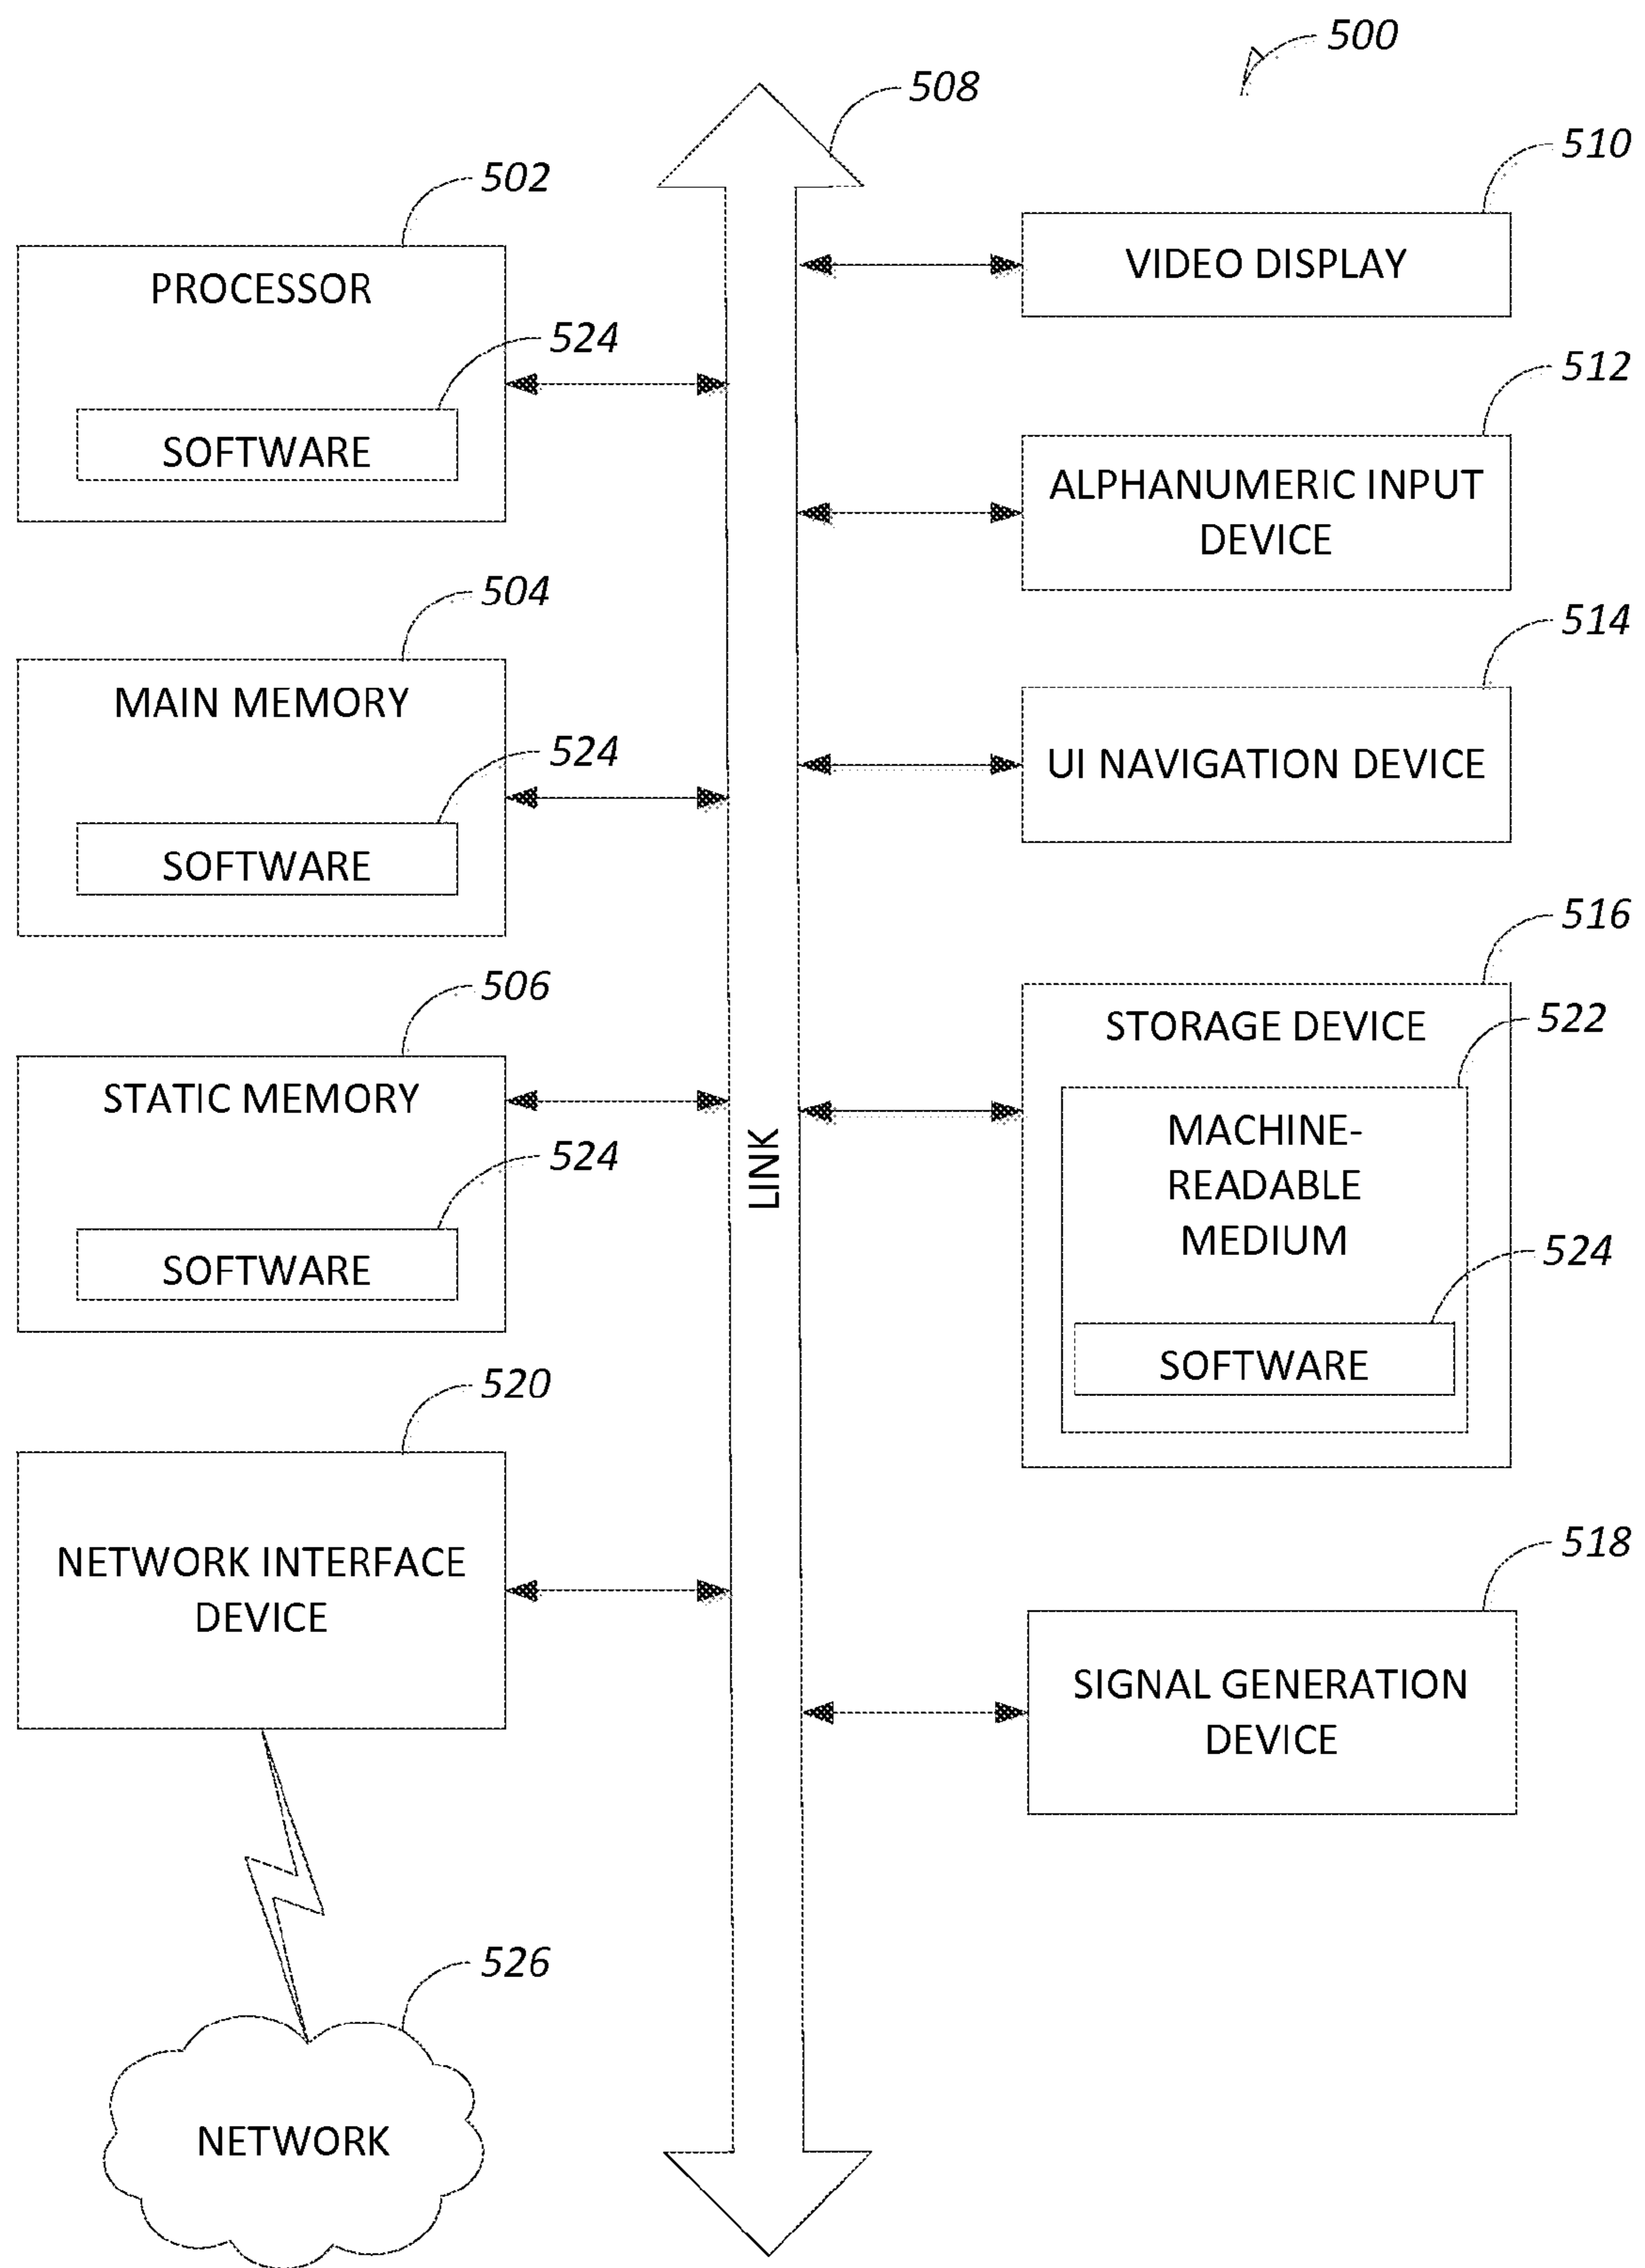 500
508
502
PROCESSOR
524
SOFTWARE
504
MAIN MEMORY
524
SOFTWARE
506
STATIC MEMORY
524
SOFTWARE
520
NETWORK INTERFACE
DEVICE
526
NETWORK
LINK
510
VIDEO DISPLAY
512
ALPHANUMERIC INPUT
DEVICE
514
UI NAVIGATION DEVICE
516
STORAGE DEVICE
522
MACHINE-
READABLE
MEDIUM
524
SOFTWARE
518
SIGNAL GENERATION
DEVICE